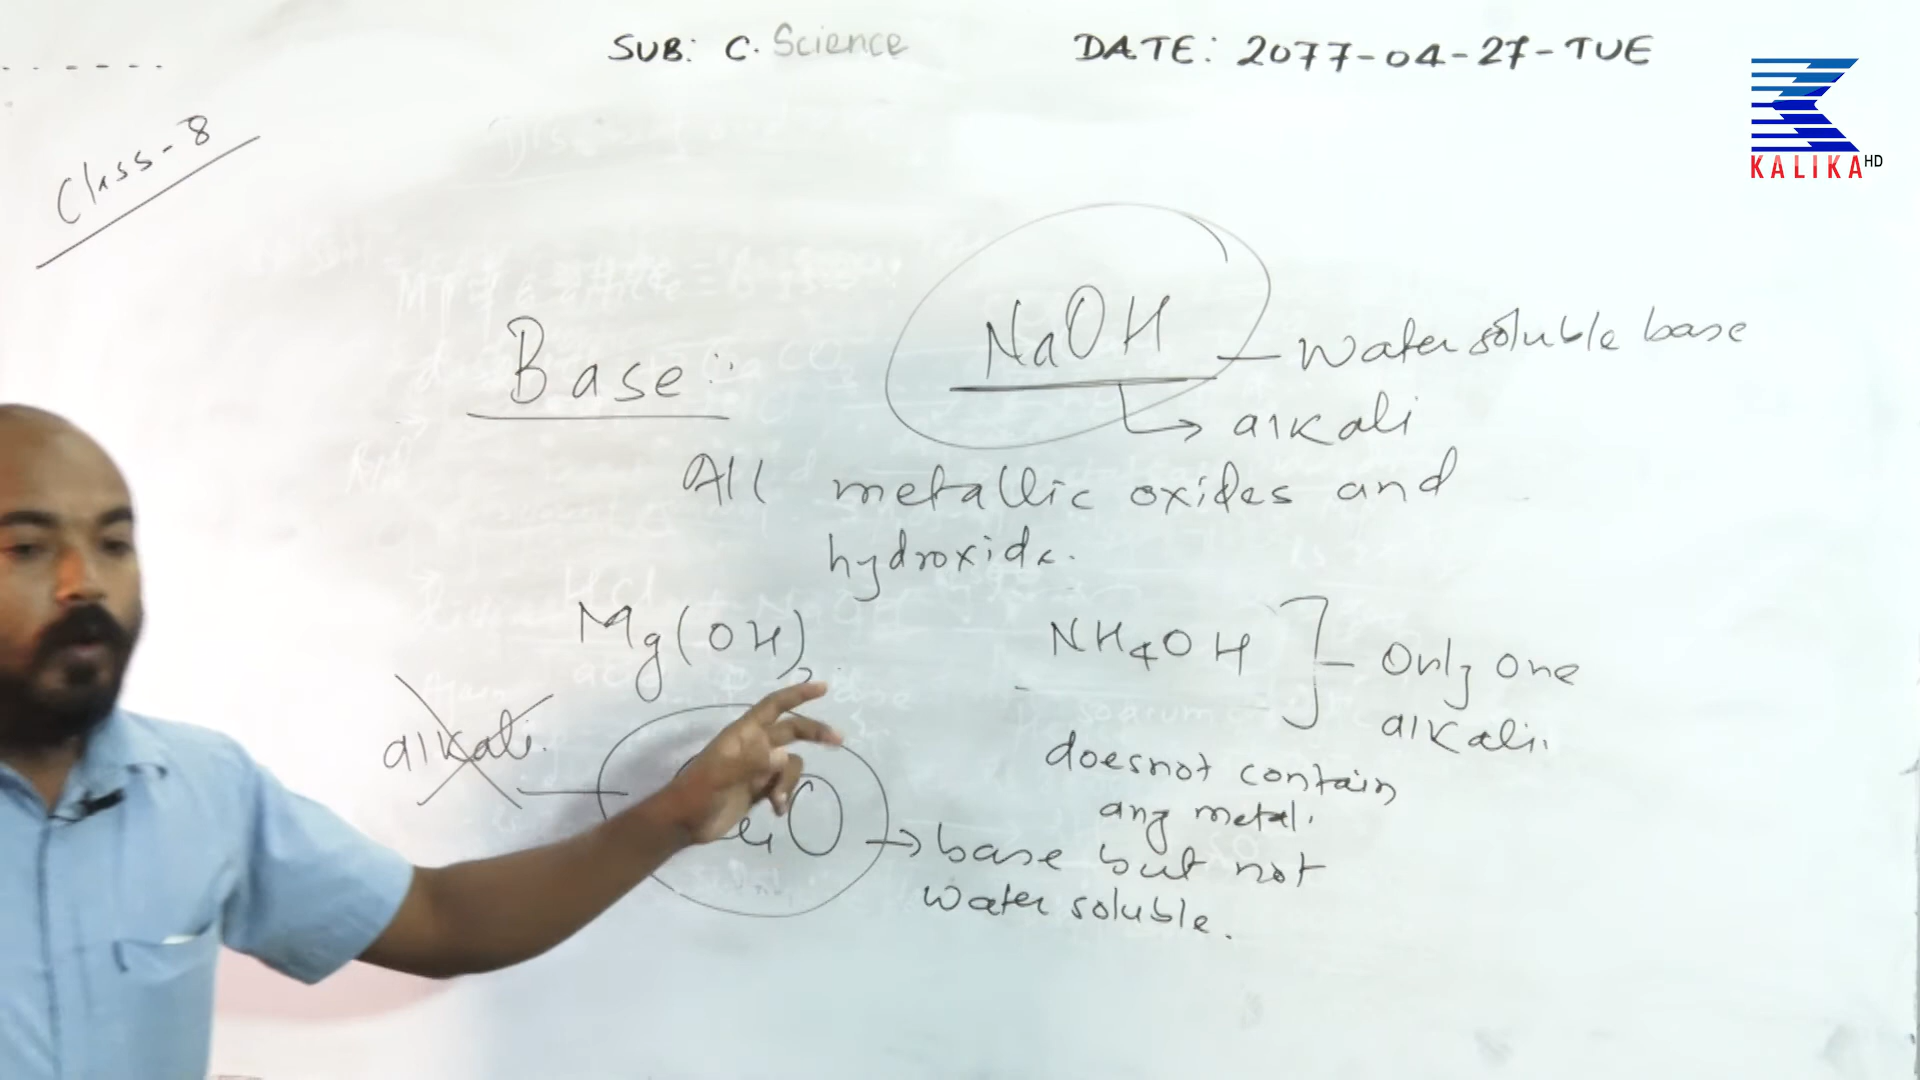 SUB: C. Science
DATE: 2077-04-27-TUE
KALIKA HD
Class-8
Base:
NaOH — Water soluble base
→ alkali
All metallic oxides and
hydroxide.
Mg(OH)2
NH4OH } — Only one
alkali.
alkali.
doesnot contain
any metal.
O → base but not
water soluble.